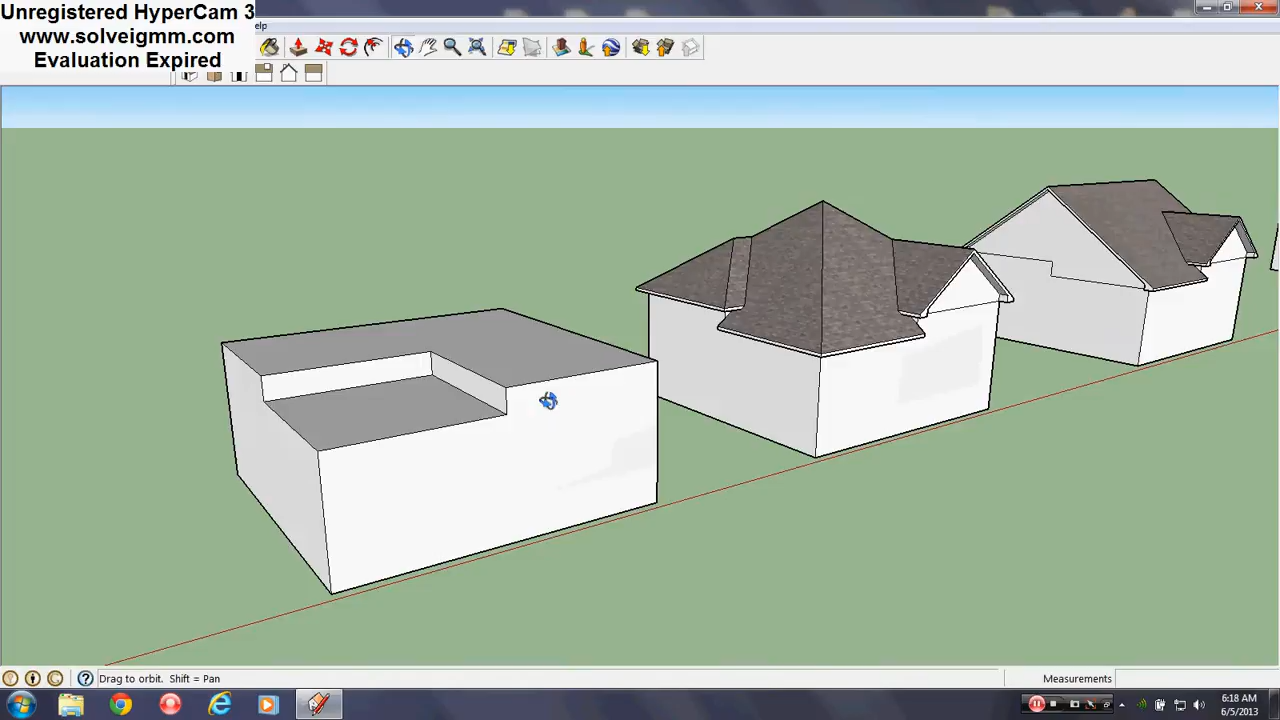 Unregistered HyperCam 3
www.solveigmm.com
Evaluation Expired
elp
Drag to orbit. Shift = Pan
Measurements
6:18 AM
6/5/2013